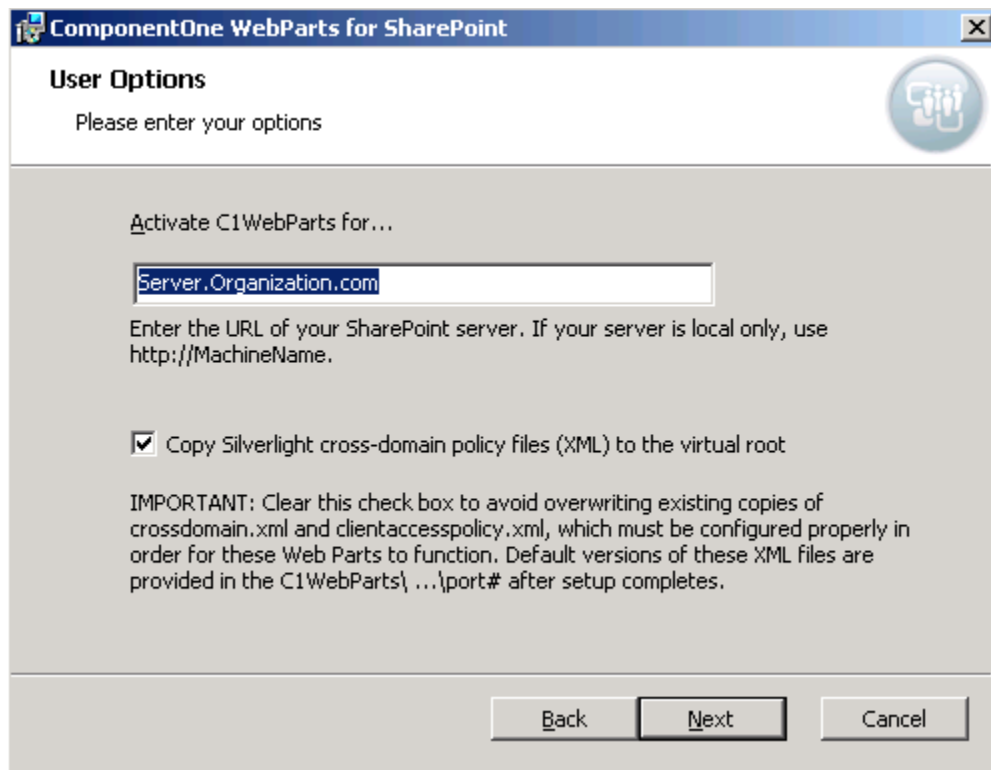 ComponentOne WebParts for SharePoint
User Options
Please enter your options
Activate C1WebParts for...
Server.Organization.com
Enter the URL of your SharePoint server. If your server is local only, use
http://MachineName.
Copy Silverlight cross-domain policy files (XML) to the virtual root
IMPORTANT: Clear this check box to avoid overwriting existing copies of
crossdomain.xml and clientaccesspolicy.xml, which must be configured properly in
order for these Web Parts to function. Default versions of these XML files are
provided in the C1WebParts\ ...\port# after setup completes.
Back Next Cancel